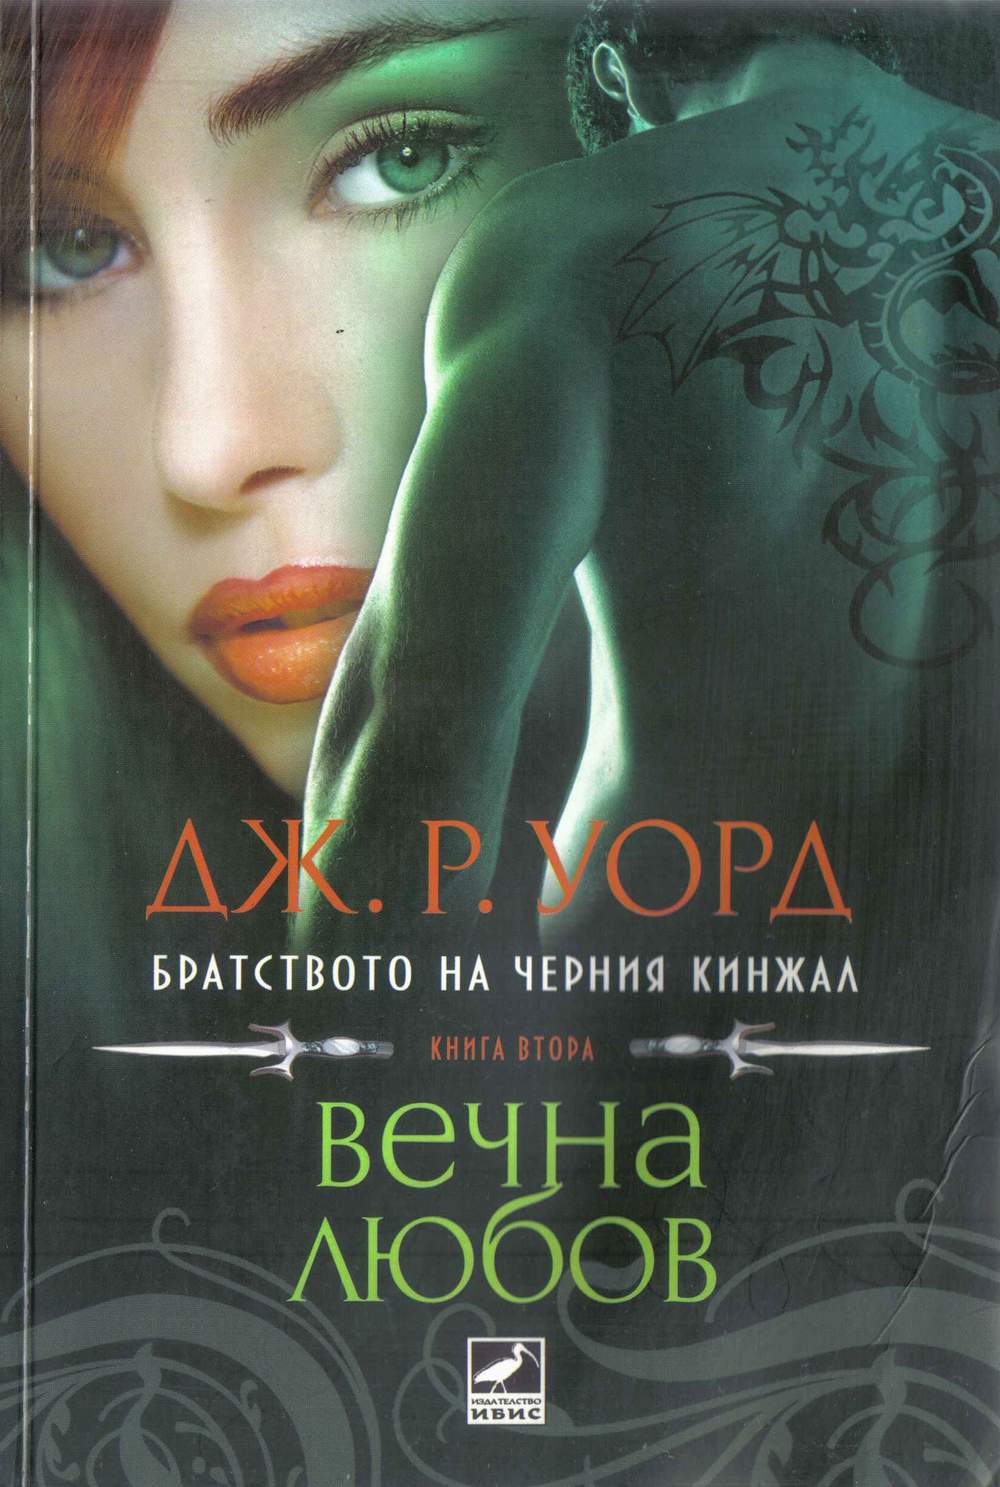 ДЖ. Р. УОРД
БРАТСТВОТО НА ЧЕРНИЯ КИНЖАЛ
КНИГА ВТОРА
вечна
любов
ИЗДАТЕЛСТВО
ИБИС